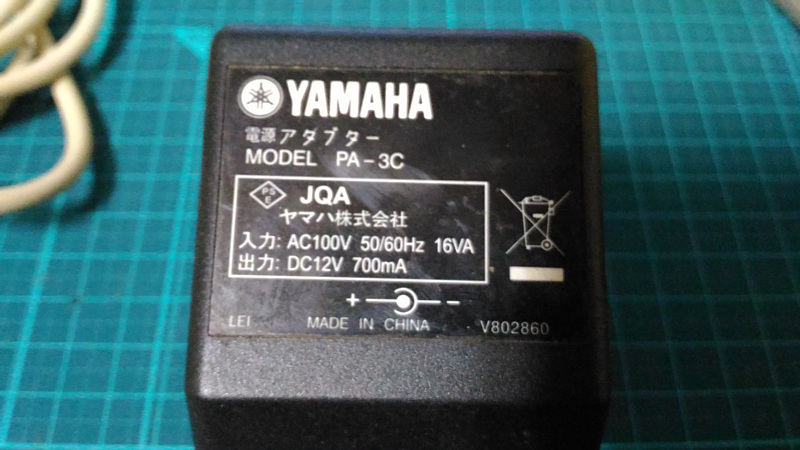 YAMAHA
電源アダプター
MODEL PA-3C
PS
E
JQA
ヤマハ株式会社
入力: AC100V 50/60Hz 16VA
出力: DC12V 700mA
+ -
LEI MADE IN CHINA V802860